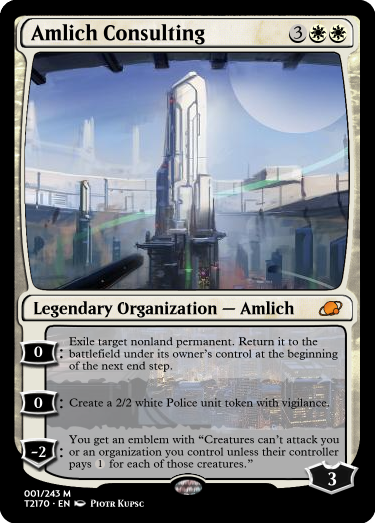 Amlich Consulting 3
Legendary Organization — Amlich
0: Exile target nonland permanent. Return it to the
battlefield under its owner's control at the beginning
of the next end step.
0: Create a 2/2 white Police unit token with vigilance.
-2: You get an emblem with “Creatures can't attack you
or an organization you control unless their controller
pays 1 for each of those creatures.”
3
001/243 M
T2170 • EN Piotr Kupsc